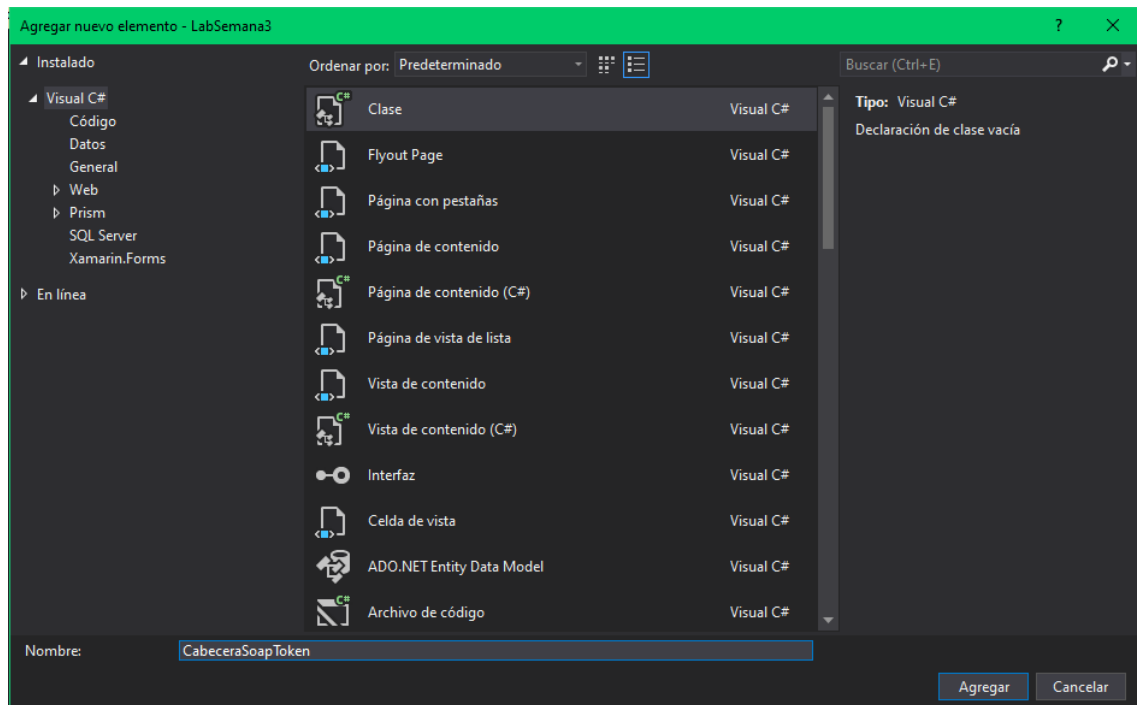 Agregar nuevo elemento - LabSemana3 ?
Instalado
Visual C#
Código
Datos
General
Web
Prism
SQL Server
Xamarin.Forms
En línea
Ordenar por: Predeterminado
C# Clase Visual C#
Flyout Page Visual C#
Página con pestañas Visual C#
Página de contenido Visual C#
C# Página de contenido (C#) Visual C#
Página de vista de lista Visual C#
Vista de contenido Visual C#
C# Vista de contenido (C#) Visual C#
Interfaz Visual C#
Celda de vista Visual C#
ADO.NET Entity Data Model Visual C#
C# Archivo de código Visual C#
Buscar (Ctrl+E)
Tipo: Visual C#
Declaración de clase vacía
Nombre: CabeceraSoapToken
Agregar Cancelar